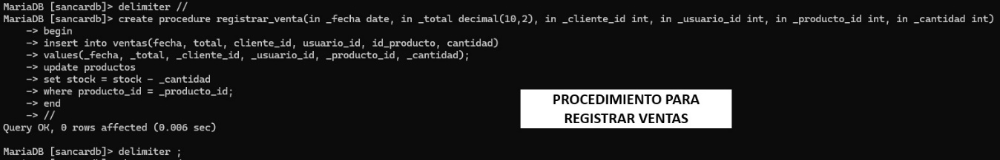 MariaDB [sancardb]> delimiter //
MariaDB [sancardb]> create procedure registrar_venta(in _fecha date, in _total decimal(10,2), in _cliente_id int, in _usuario_id int, in _producto_id int, in _cantidad int)
    -> begin
    -> insert into ventas(fecha, total, cliente_id, usuario_id, id_producto, cantidad)
    -> values(_fecha, _total, _cliente_id, _usuario_id, _producto_id, _cantidad);
    -> update productos
    -> set stock = stock - _cantidad
    -> where producto_id = _producto_id;
    -> end
    -> //
Query OK, 0 rows affected (0.006 sec)
PROCEDIMIENTO PARA
REGISTRAR VENTAS
MariaDB [sancardb]> delimiter ;